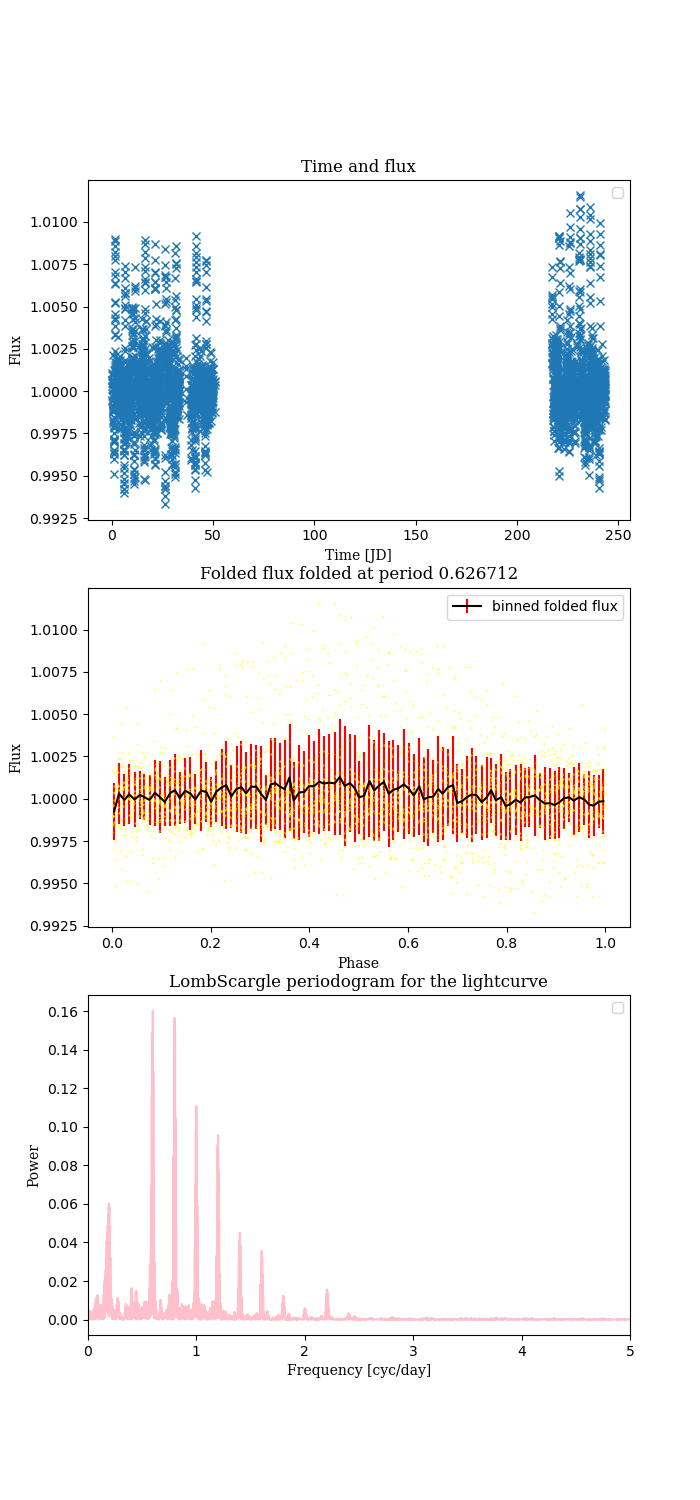 Time and flux
1.0100
1.0075
1.0050
1.0025
1.0000
0.9975
0.9950
0.9925
Flux
0 50 100 150 200 250
Time [JD]
Folded flux folded at period 0.626712
binned folded flux
1.0100
1.0075
1.0050
1.0025
1.0000
0.9975
0.9950
0.9925
Flux
0.0 0.2 0.4 0.6 0.8 1.0
Phase
LombScargle periodogram for the lightcurve
0.16
0.14
0.12
0.10
0.08
0.06
0.04
0.02
0.00
Power
0 1 2 3 4 5
Frequency [cyc/day]